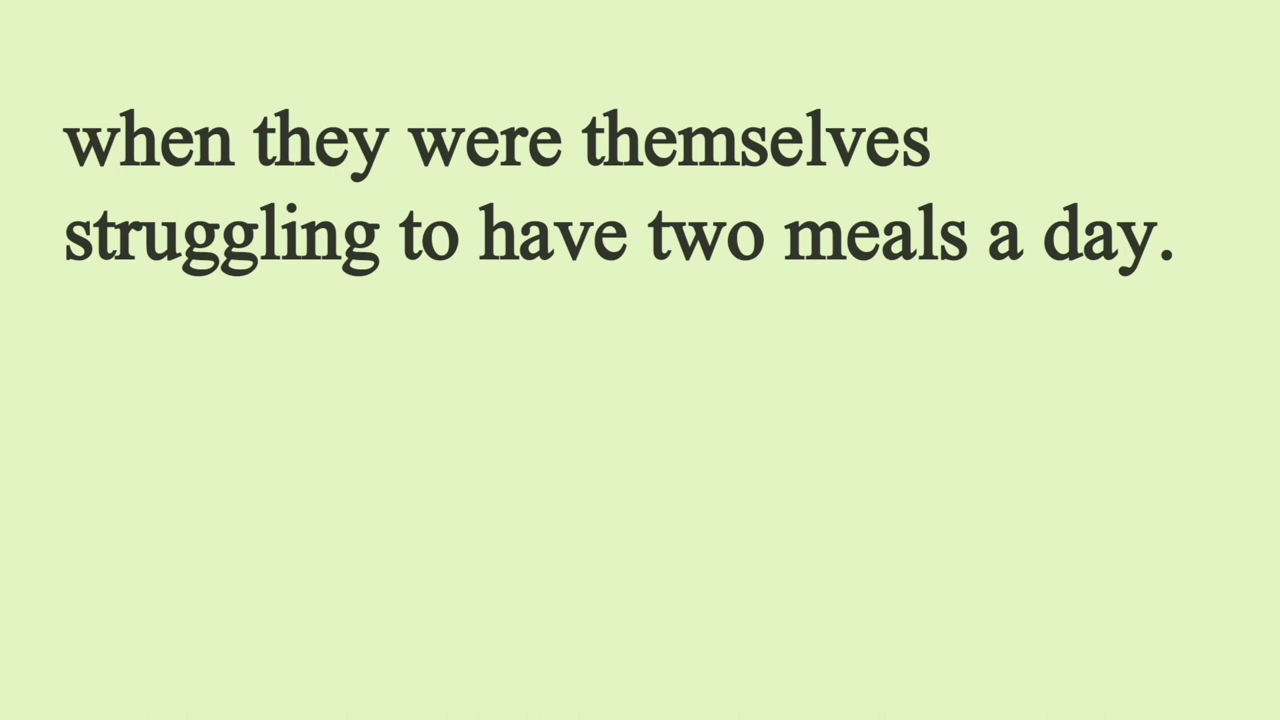 when they were themselves
struggling to have two meals a day.